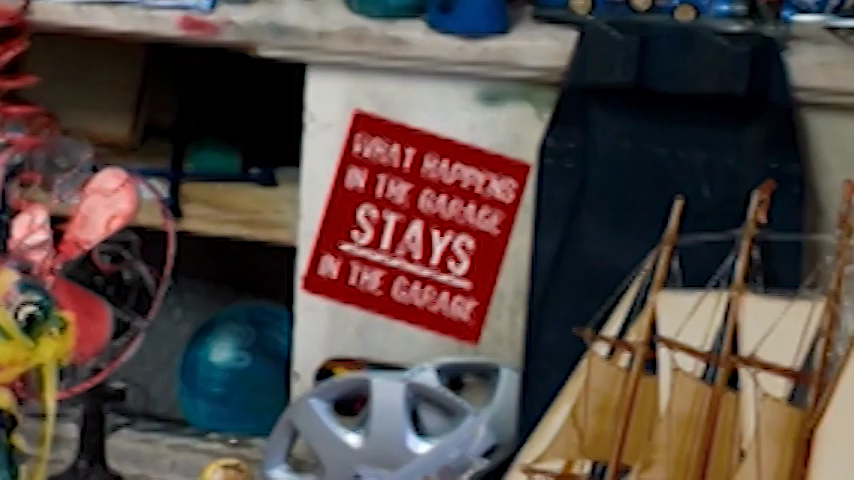 WHAT HAPPENS
IN THE GARAGE
STAYS
IN THE GARAGE